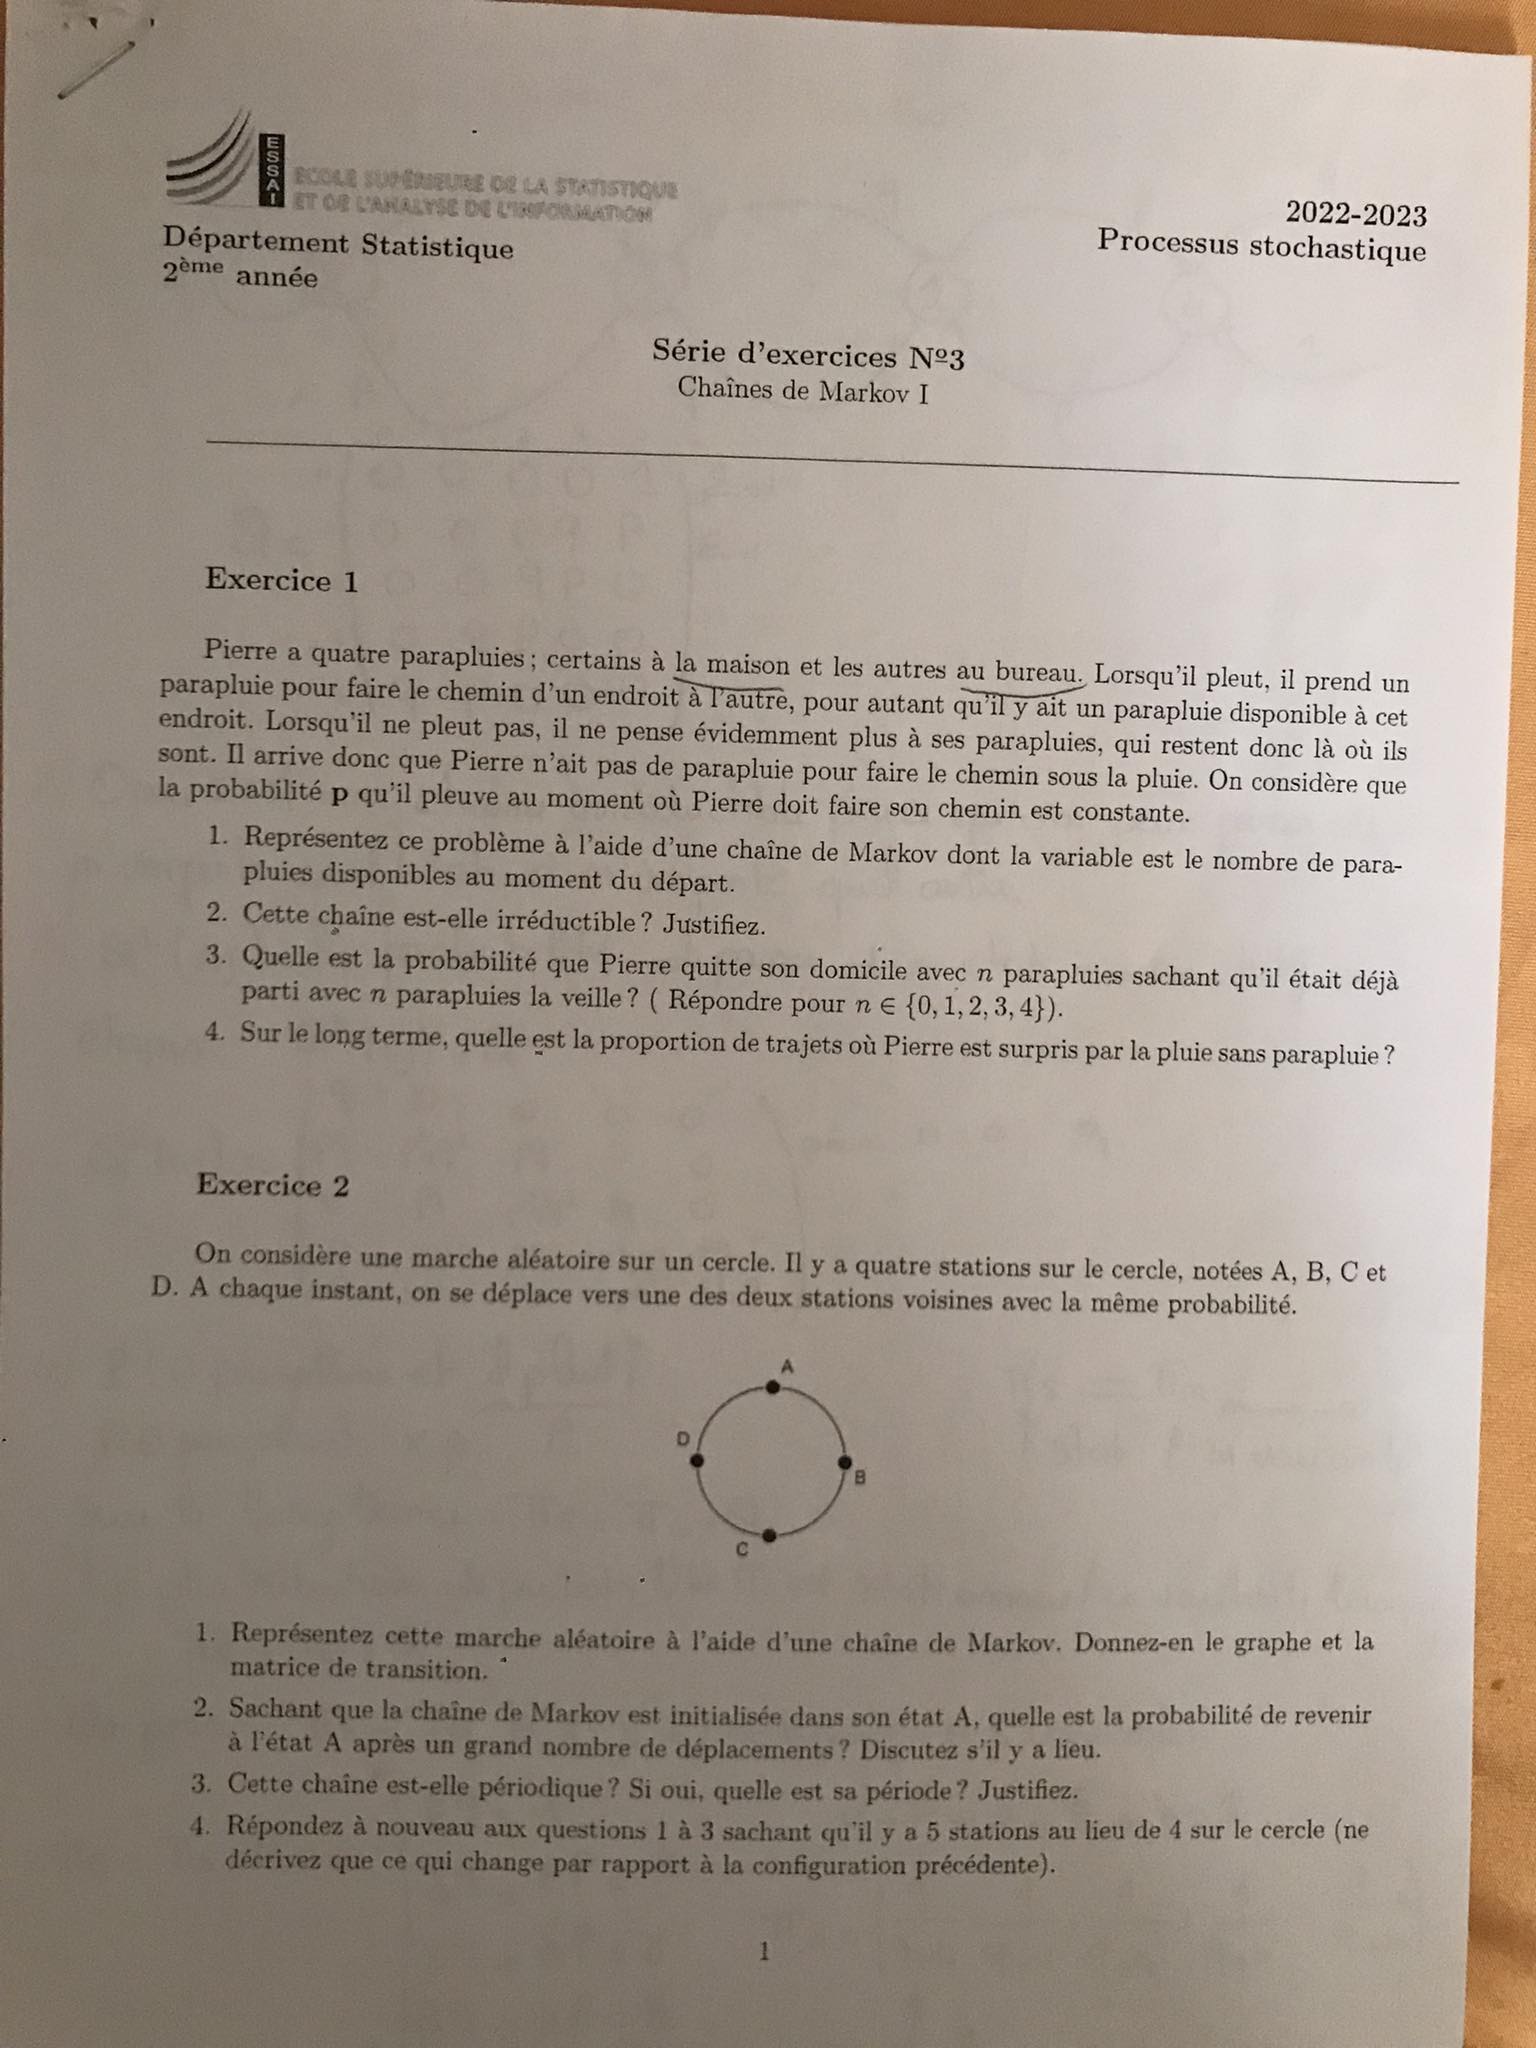 ESSAI
ECOLE SUPÉRIEURE DE LA STATISTIQUE
ET DE L'ANALYSE DE L'INFORMATION
Département Statistique
2ème année
2022-2023
Processus stochastique
Série d'exercices Nº3
Chaînes de Markov I
Exercice 1
Pierre a quatre parapluies ; certains à la maison et les autres au bureau. Lorsqu'il pleut, il prend un
parapluie pour faire le chemin d'un endroit à l'autre, pour autant qu'il y ait un parapluie disponible à cet
endroit. Lorsqu'il ne pleut pas, il ne pense évidemment plus à ses parapluies, qui restent donc là où ils
sont. Il arrive donc que Pierre n'ait pas de parapluie pour faire le chemin sous la pluie. On considère que
la probabilité p qu'il pleuve au moment où Pierre doit faire son chemin est constante.
1. Représentez ce problème à l'aide d'une chaîne de Markov dont la variable est le nombre de para-
pluies disponibles au moment du départ.
2. Cette chaîne est-elle irréductible ? Justifiez.
3. Quelle est la probabilité que Pierre quitte son domicile avec n parapluies sachant qu'il était déjà
parti avec n parapluies la veille ? ( Répondre pour n ∈ {0, 1, 2, 3, 4}).
4. Sur le long terme, quelle est la proportion de trajets où Pierre est surpris par la pluie sans parapluie ?
Exercice 2
On considère une marche aléatoire sur un cercle. Il y a quatre stations sur le cercle, notées A, B, C et
D. A chaque instant, on se déplace vers une des deux stations voisines avec la même probabilité.
A
D
B
C
1. Représentez cette marche aléatoire à l'aide d'une chaîne de Markov. Donnez-en le graphe et la
matrice de transition.
2. Sachant que la chaîne de Markov est initialisée dans son état A, quelle est la probabilité de revenir
à l'état A après un grand nombre de déplacements ? Discutez s'il y a lieu.
3. Cette chaîne est-elle périodique ? Si oui, quelle est sa période ? Justifiez.
4. Répondez à nouveau aux questions 1 à 3 sachant qu'il y a 5 stations au lieu de 4 sur le cercle (ne
décrivez que ce qui change par rapport à la configuration précédente).
1